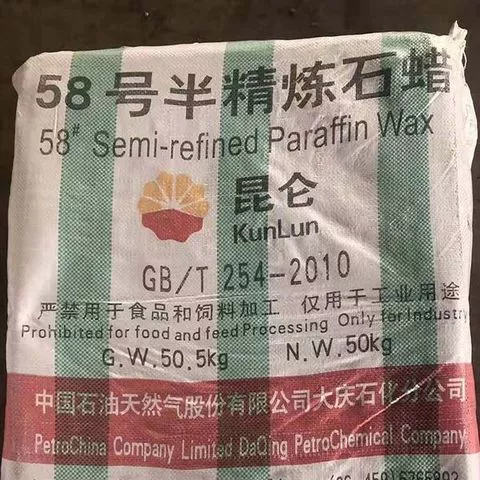 58号半精炼石蜡
58# Semi-refined Paraffin Wax
昆仑
KunLun
GB/T 254-2010
严禁用于食品和饲料加工 仅用于工业用途
Prohibited for food and feed Processing Only for Industry
G.W.50.5kg N.W.50kg
中国石油天然气股份有限公司大庆石化分公司
PetroChina Company Limited DaQing PetroChemical Company